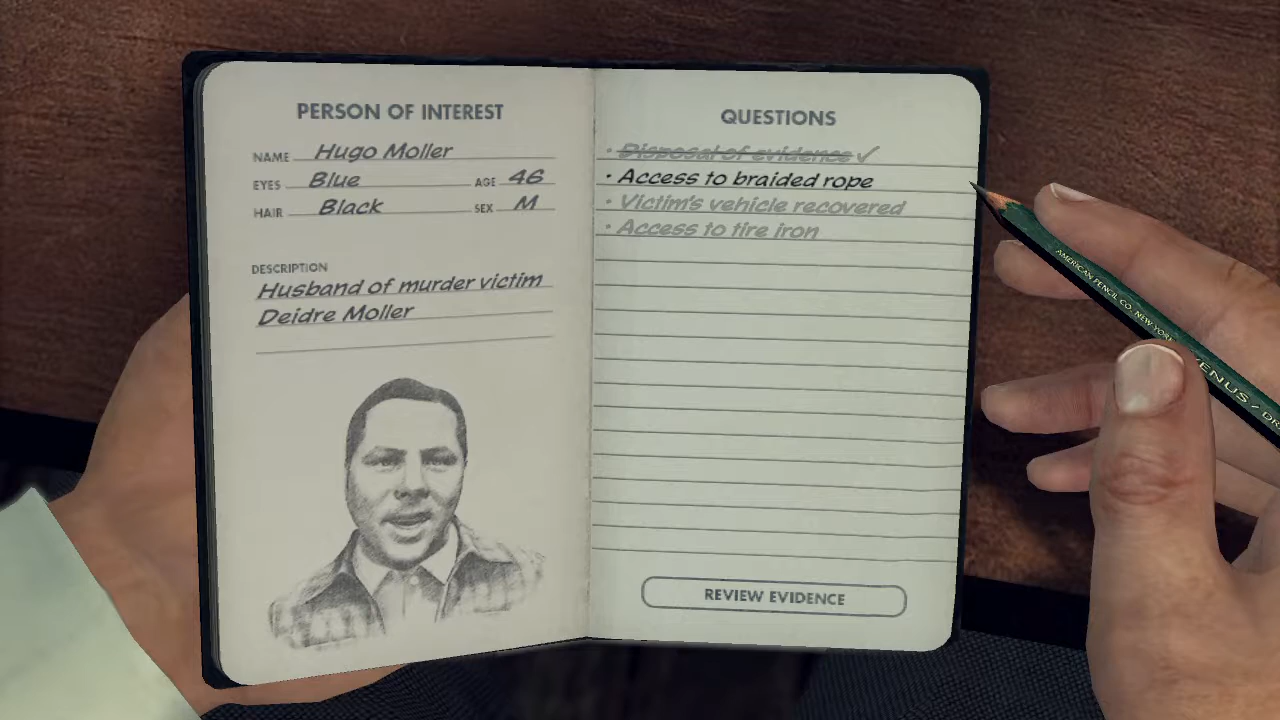 PERSON OF INTEREST
NAME Hugo Moller
EYES Blue AGE 46
HAIR Black SEX M
DESCRIPTION
Husband of murder victim
Deidre Moller
QUESTIONS
· Disposal of evidence ✓
· Access to braided rope
· Victim's vehicle recovered
· Access to tire iron
REVIEW EVIDENCE
AMERICAN PENCIL CO. NEW YORK
VENUS / DR